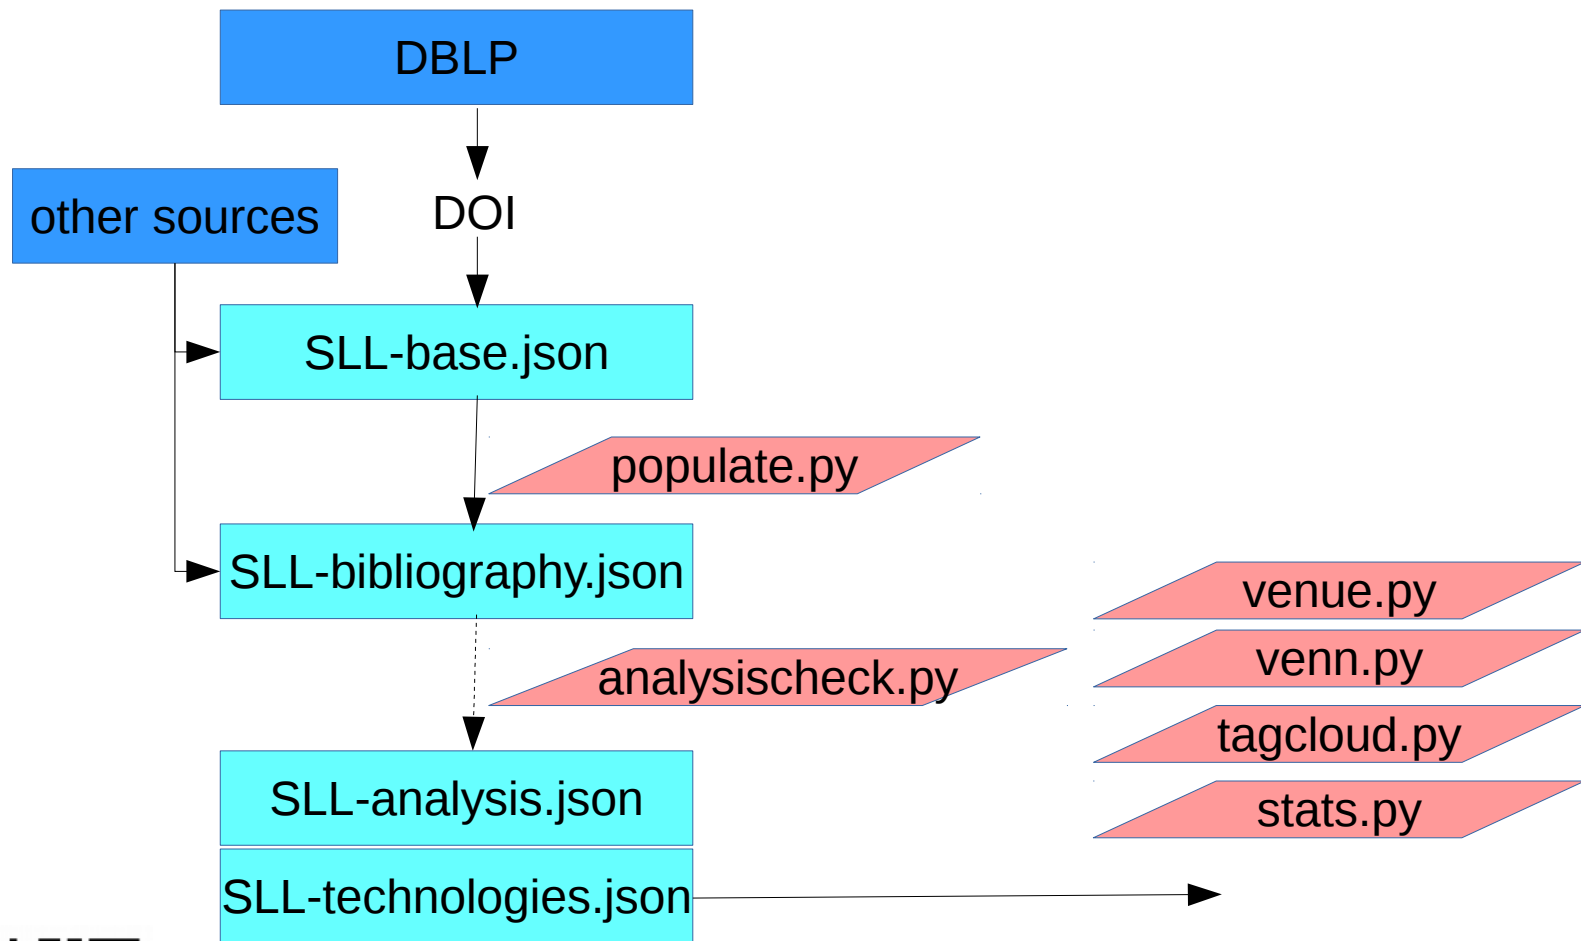 DBLP
other sources
DOI
SLL-base.json
populate.py
SLL-bibliography.json
venue.py
venn.py
analysischeck.py
tagcloud.py
SLL-analysis.json
stats.py
SLL-technologies.json